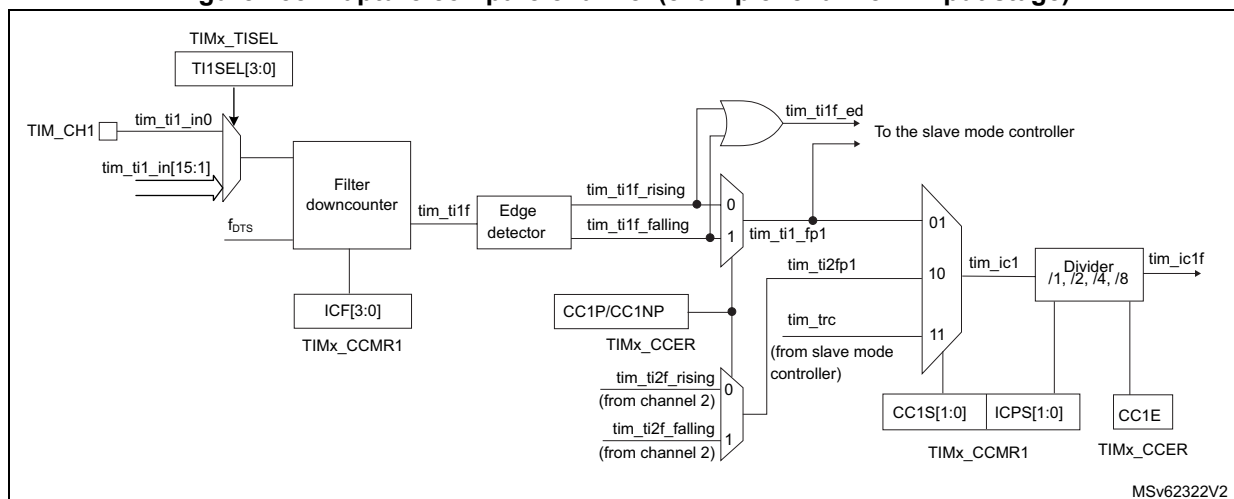 TIMx_TISEL
TI1SEL[3:0]
TIM_CH1
tim_ti1_in0
tim_ti1_in[15:1]
fDTS
Filter
downcounter
ICF[3:0]
TIMx_CCMR1
tim_ti1f
Edge
detector
tim_ti1f_rising
tim_ti1f_falling
tim_ti1f_ed
To the slave mode controller
0
1
tim_ti1_fp1
CC1P/CC1NP
TIMx_CCER
tim_ti2f_rising
(from channel 2)
tim_ti2f_falling
(from channel 2)
0
1
tim_ti2fp1
tim_trc
(from slave mode
controller)
01
10
11
tim_ic1
Divider
/1, /2, /4, /8
tim_ic1f
CC1S[1:0]
ICPS[1:0]
CC1E
TIMx_CCMR1
TIMx_CCER
MSv62322V2